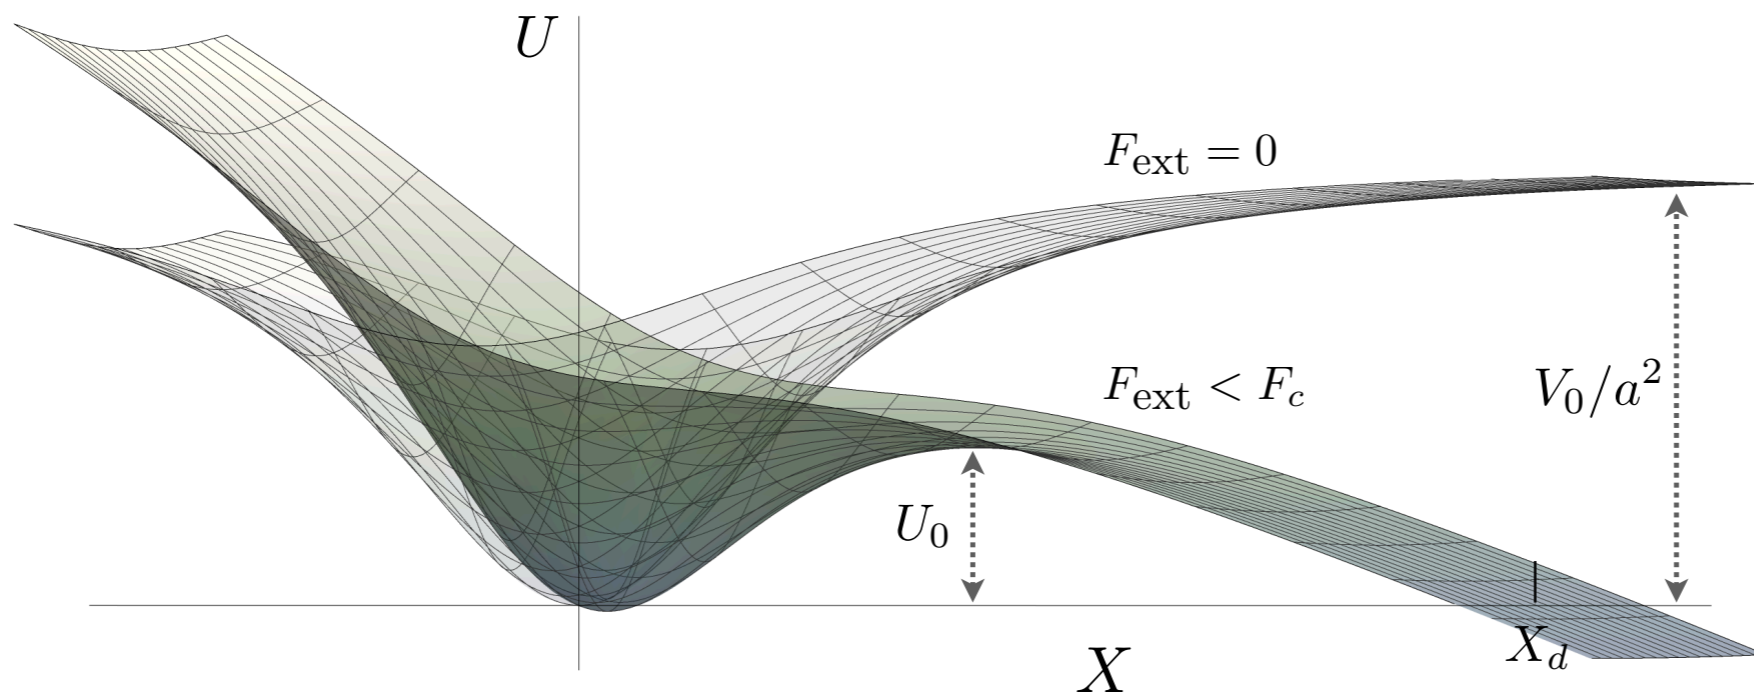 U
F_ext = 0
F_ext < F_c
V_0/a^2
U_0
X_d
X